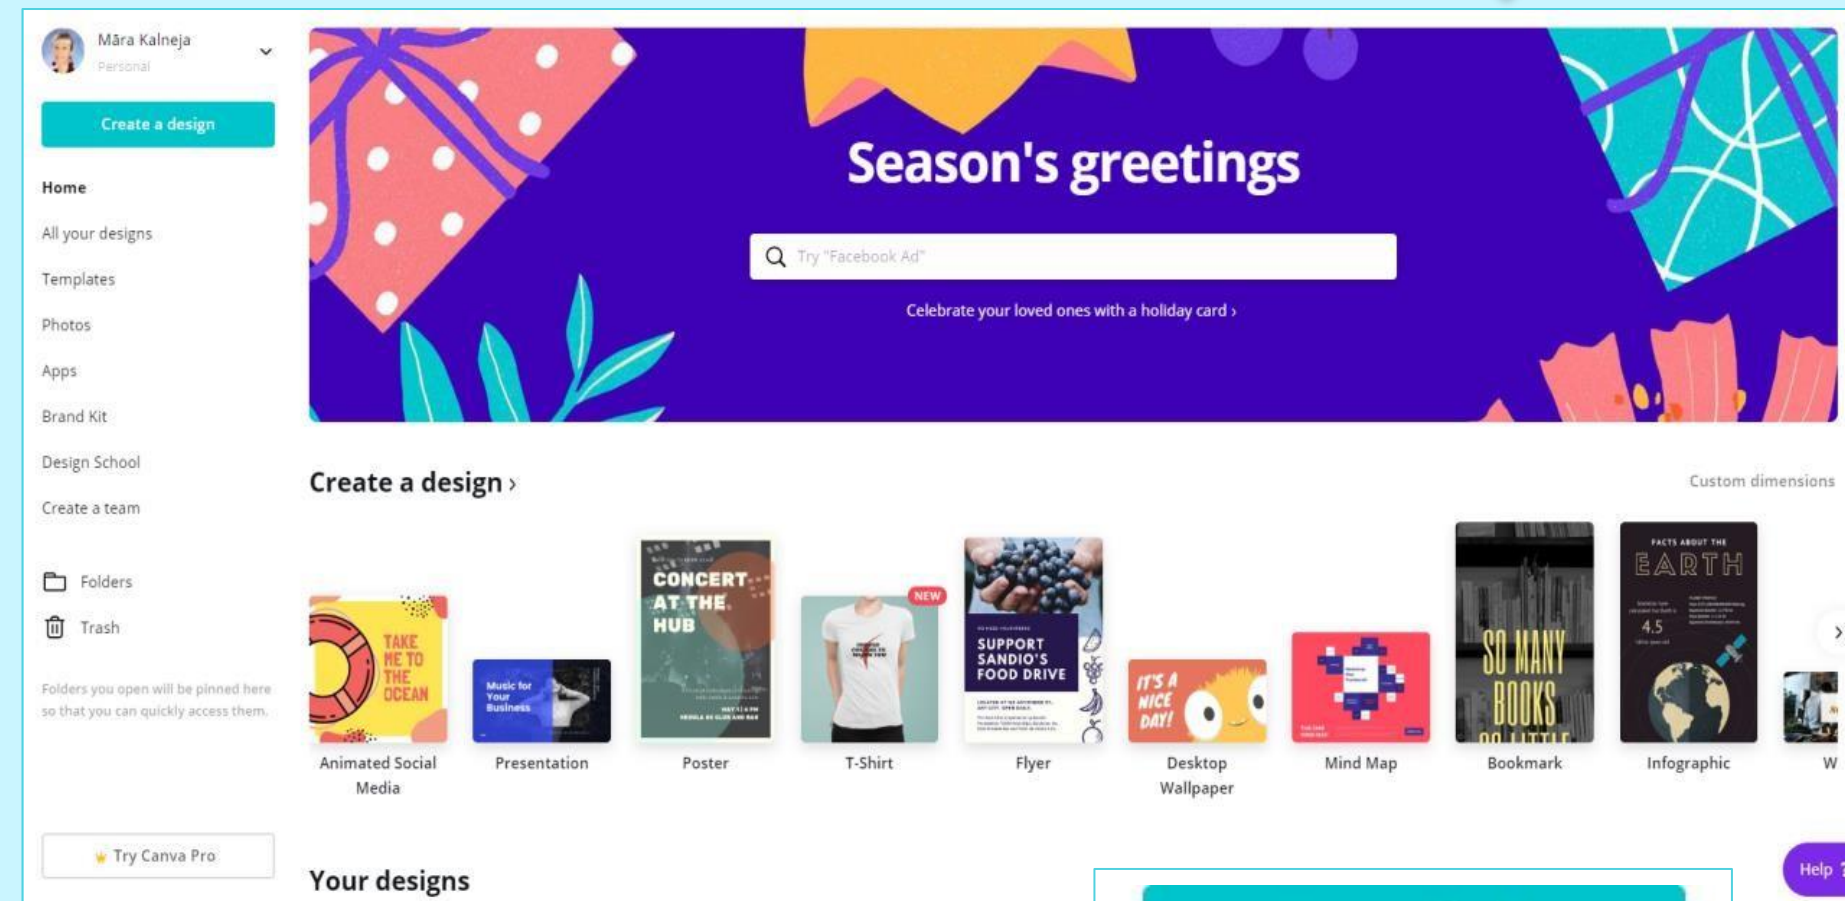 Māra Kalneja
Personal
Create a design
Home
All your designs
Templates
Photos
Apps
Brand Kit
Design School
Create a team
Folders
Trash
Folders you open will be pinned here
so that you can quickly access them.
Try Canva Pro
Season's greetings
Try "Facebook Ad"
Celebrate your loved ones with a holiday card ›
Create a design ›
Custom dimensions
TAKE
ME TO
THE
OCEAN
Animated Social
Media
Music for
Your
Business
Presentation
CONCERT
AT THE
HUB
Poster
NEW
T-Shirt
SUPPORT
SANDIO'S
FOOD DRIVE
Flyer
IT'S A
NICE
DAY!
Desktop
Wallpaper
Mind Map
SO MANY
BOOKS
SO LITTLE
Bookmark
FACTS ABOUT THE
EARTH
4.5
Infographic
W
›
Your designs
Help ?